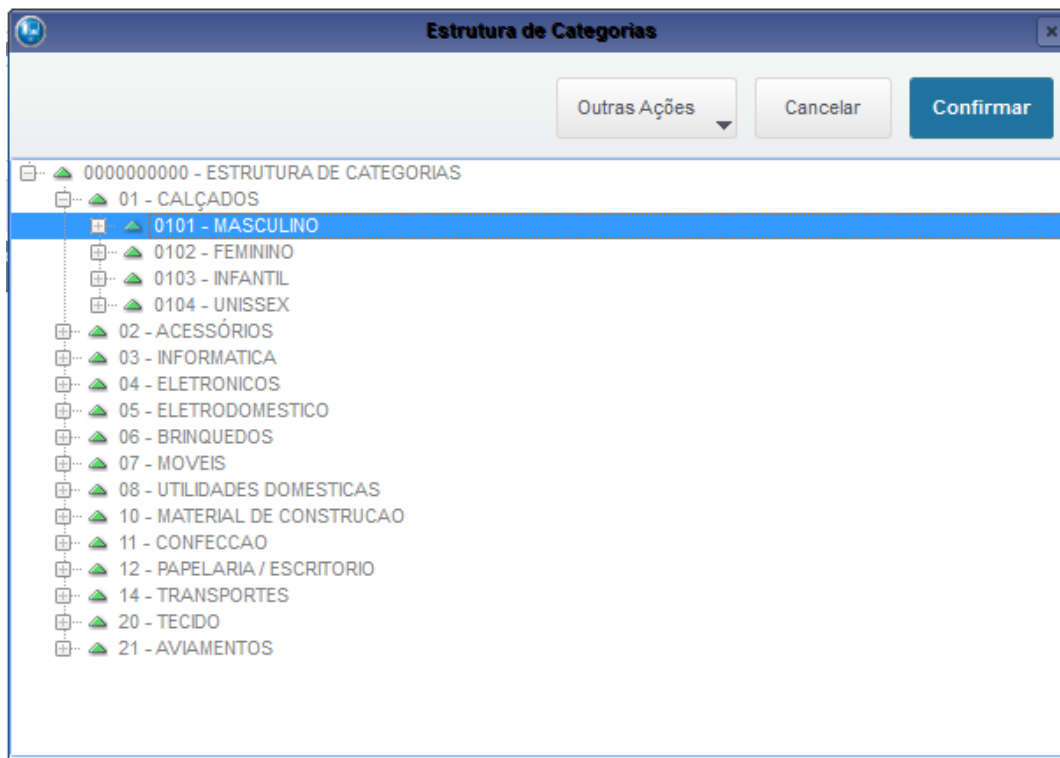 Estrutura de Categorias
Outras Ações
Cancelar
Confirmar
0000000000 - ESTRUTURA DE CATEGORIAS
01 - CALÇADOS
0101 - MASCULINO
0102 - FEMININO
0103 - INFANTIL
0104 - UNISSEX
02 - ACESSÓRIOS
03 - INFORMATICA
04 - ELETRONICOS
05 - ELETRODOMESTICO
06 - BRINQUEDOS
07 - MOVEIS
08 - UTILIDADES DOMESTICAS
10 - MATERIAL DE CONSTRUCAO
11 - CONFECCAO
12 - PAPELARIA / ESCRITORIO
14 - TRANSPORTES
20 - TECIDO
21 - AVIAMENTOS